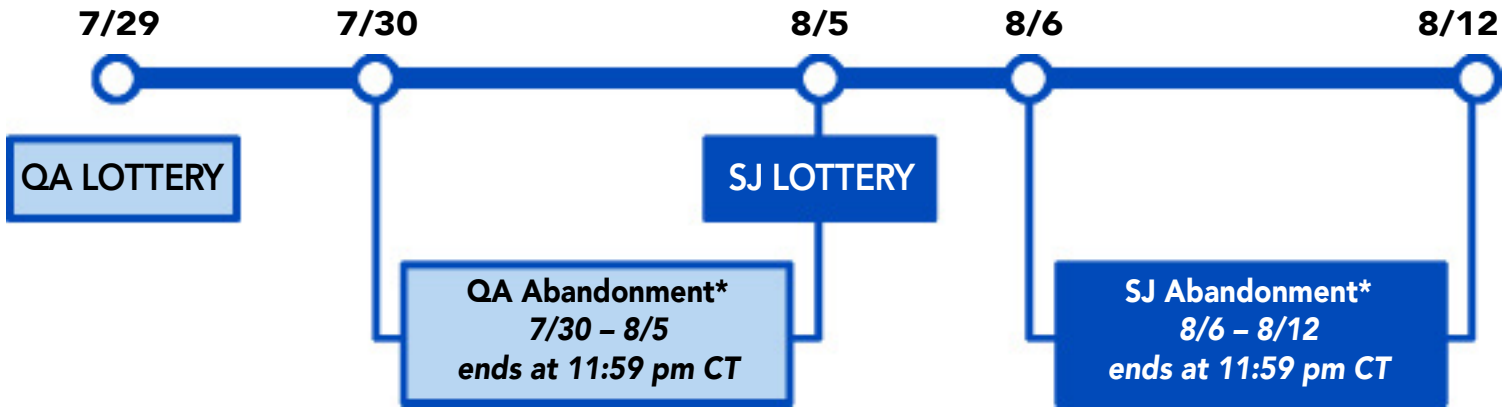 7/29 7/30 8/5 8/6 8/12
QA LOTTERY
SJ LOTTERY
QA Abandonment*
7/30 – 8/5
ends at 11:59 pm CT
SJ Abandonment*
8/6 – 8/12
ends at 11:59 pm CT